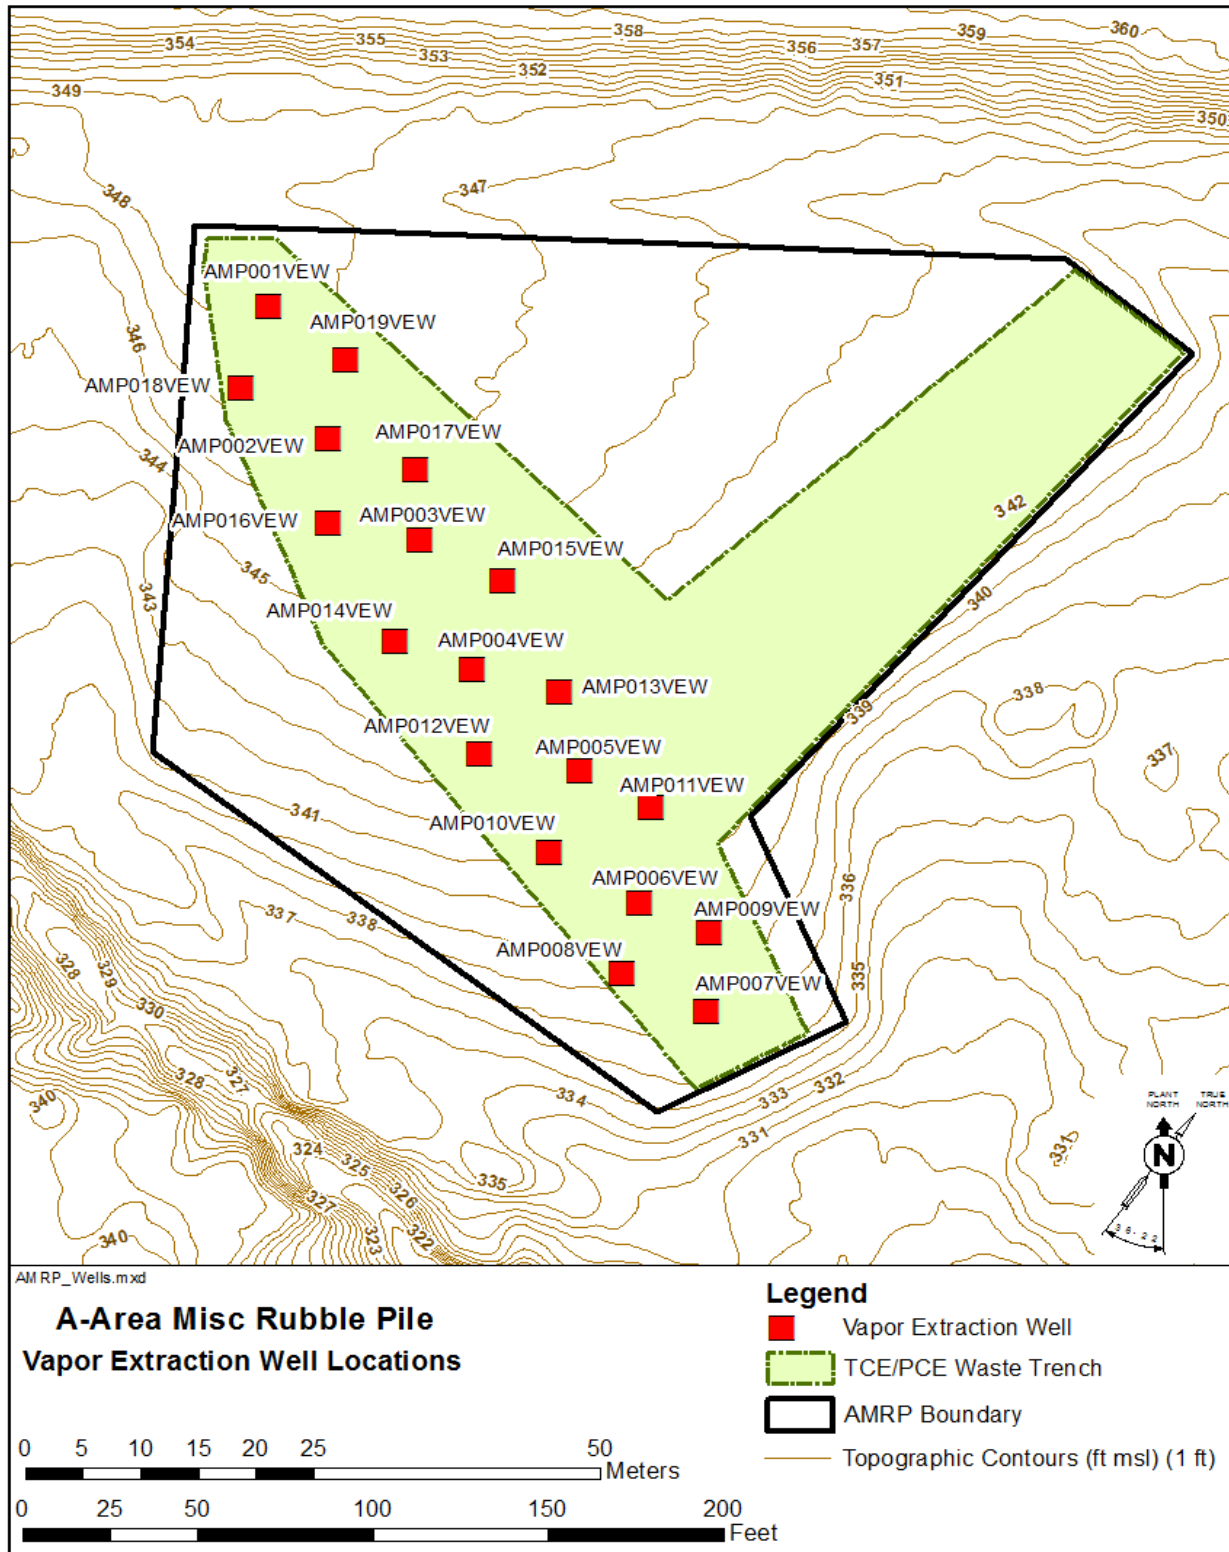 358
359
360
354
355
353
356
357
352
351
349
350
348
347
AMP001VEW
AMP019VEW
346
AMP018VEW
AMP017VEW
AMP002VEW
344
342
AMP016VEW
AMP003VEW
AMP015VEW
345
343
340
AMP014VEW
AMP004VEW
AMP013VEW
338
339
AMP012VEW
AMP005VEW
337
AMP011VEW
341
AMP010VEW
AMP006VEW
336
337
338
AMP009VEW
AMP008VEW
328
329
335
AMP007VEW
330
327
328
334
333
332
340
331
PLANT NORTH
TRUE NORTH
N
324
325
331
335
326
327
322
323
340
36.22
AMRP_Wells.mxd
A-Area Misc Rubble Pile
Vapor Extraction Well Locations
Legend
Vapor Extraction Well
TCE/PCE Waste Trench
AMRP Boundary
Topographic Contours (ft msl) (1 ft)
0 5 10 15 20 25 50
Meters
0 25 50 100 150 200
Feet